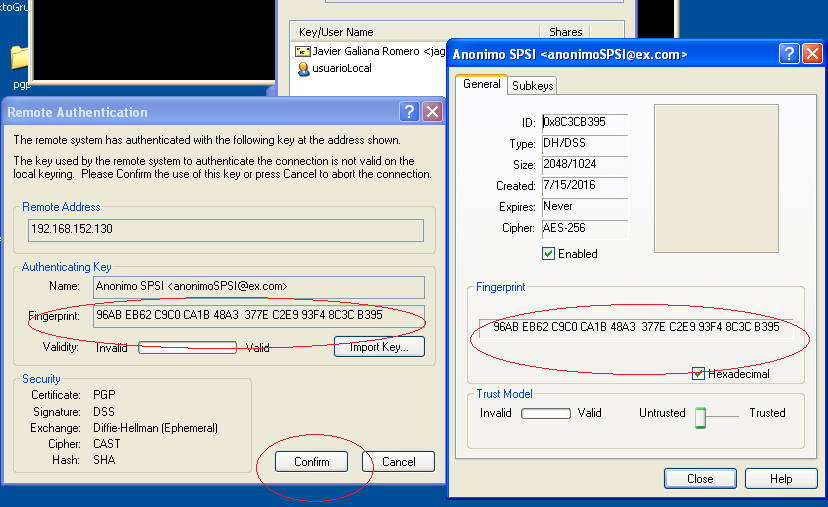 ktoGru
pgp
Key/User Name Shares
Javier Galiana Romero <jag
usuarioLocal
Remote Authentication
The remote system has authenticated with the following key at the address shown.
The key used by the remote system to authenticate the connection is not valid on the
local keyring. Please Confirm the use of this key or press Cancel to abort the connection.
Remote Address
192.168.152.130
Authenticating Key
Name: Anonimo SPSI <anonimoSPSI@ex.com>
Fingerprint: 96AB EB62 C9C0 CA1B 48A3 377E C2E9 93F4 8C3C B395
Validity: Invalid Valid Import Key...
Security
Certificate: PGP
Signature: DSS
Exchange: Diffie-Hellman (Ephemeral)
Cipher: CAST
Hash: SHA
Confirm Cancel
Anonimo SPSI <anonimoSPSI@ex.com>
General Subkeys
ID: 0x8C3CB395
Type: DH/DSS
Size: 2048/1024
Created: 7/15/2016
Expires: Never
Cipher: AES-256
Enabled
Fingerprint
96AB EB62 C9C0 CA1B 48A3 377E C2E9 93F4 8C3C B395
Hexadecimal
Trust Model
Invalid Valid Untrusted Trusted
Close Help